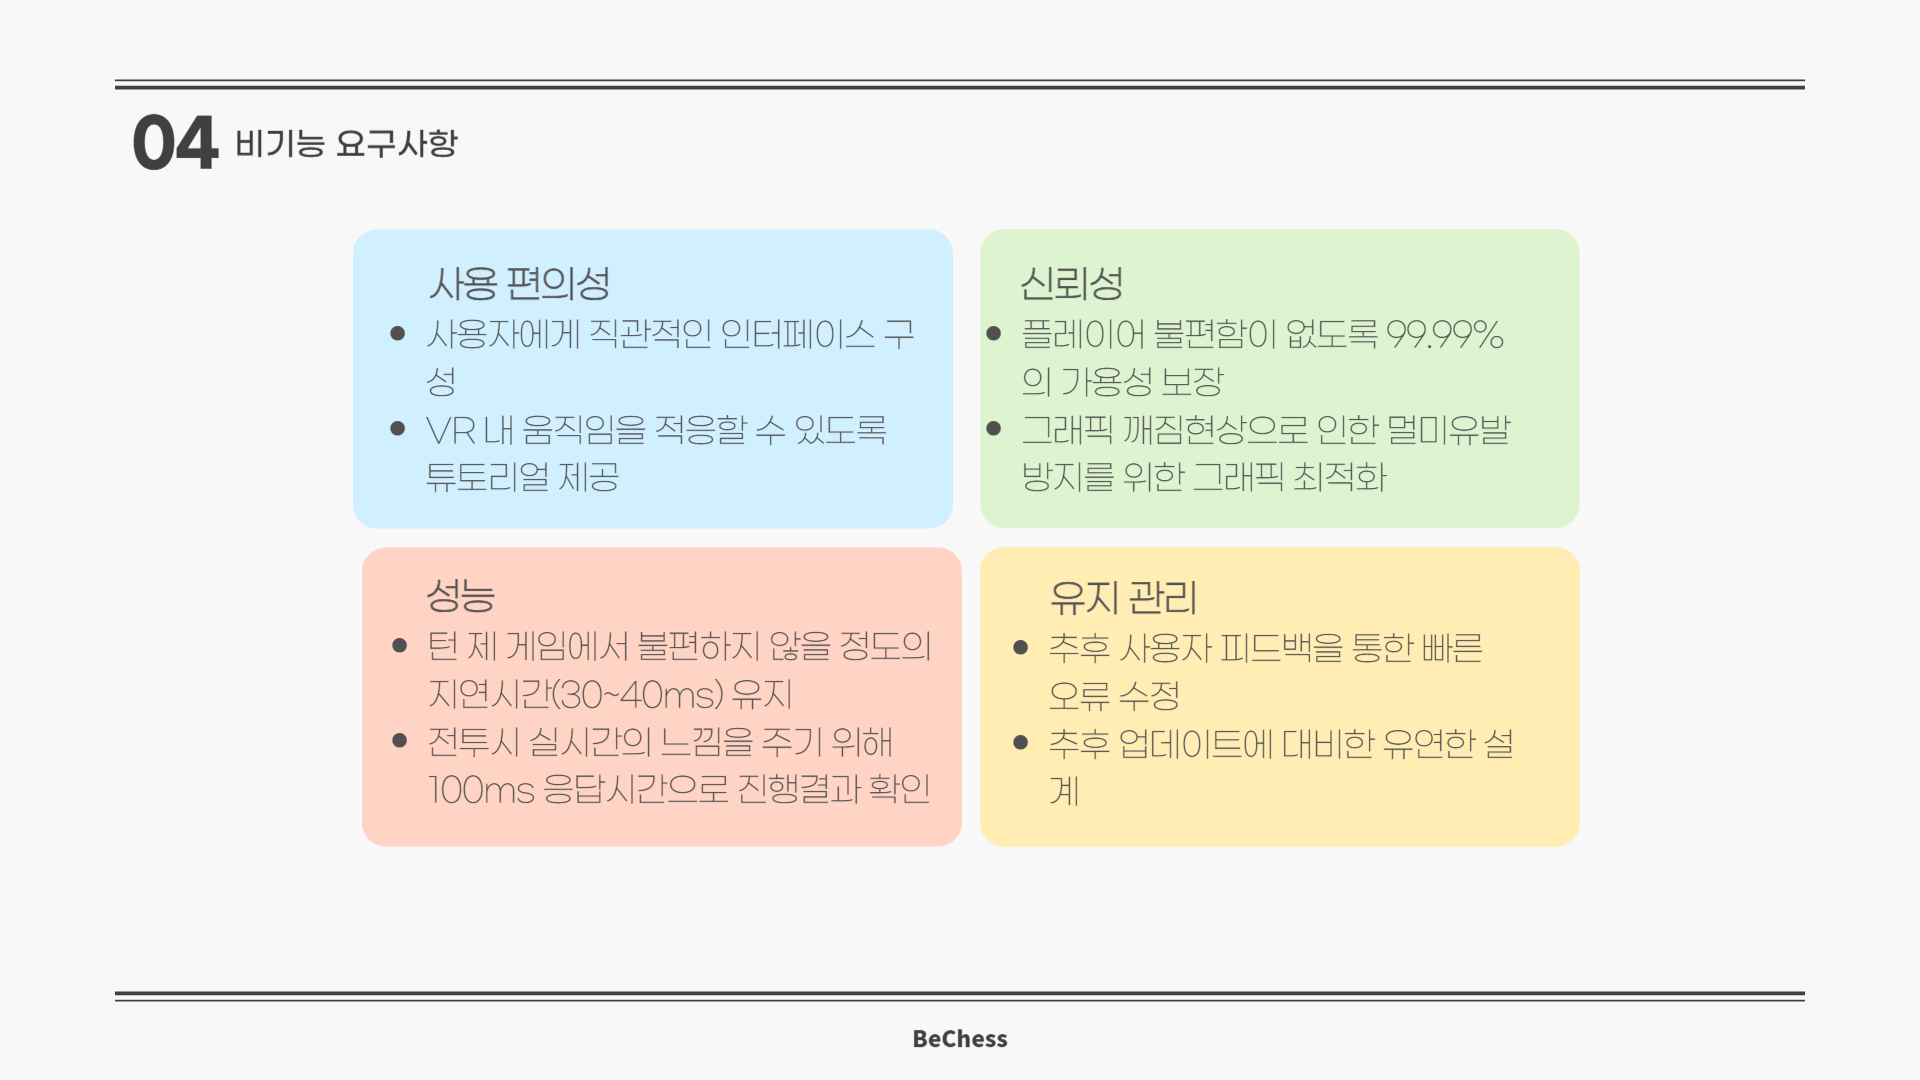 04 비기능 요구사항
사용 편의성
사용자에게 직관적인 인터페이스 구
성
VR 내 움직임을 적응할 수 있도록
튜토리얼 제공
신뢰성
플레이어 불편함이 없도록 99.99%
의 가용성 보장
그래픽 깨짐현상으로 인한 멀미유발
방지를 위한 그래픽 최적화
성능
턴 제 게임에서 불편하지 않을 정도의
지연시간(30~40ms) 유지
전투시 실시간의 느낌을 주기 위해
100ms 응답시간으로 진행결과 확인
유지 관리
추후 사용자 피드백을 통한 빠른
오류 수정
추후 업데이트에 대비한 유연한 설
계
BeChess